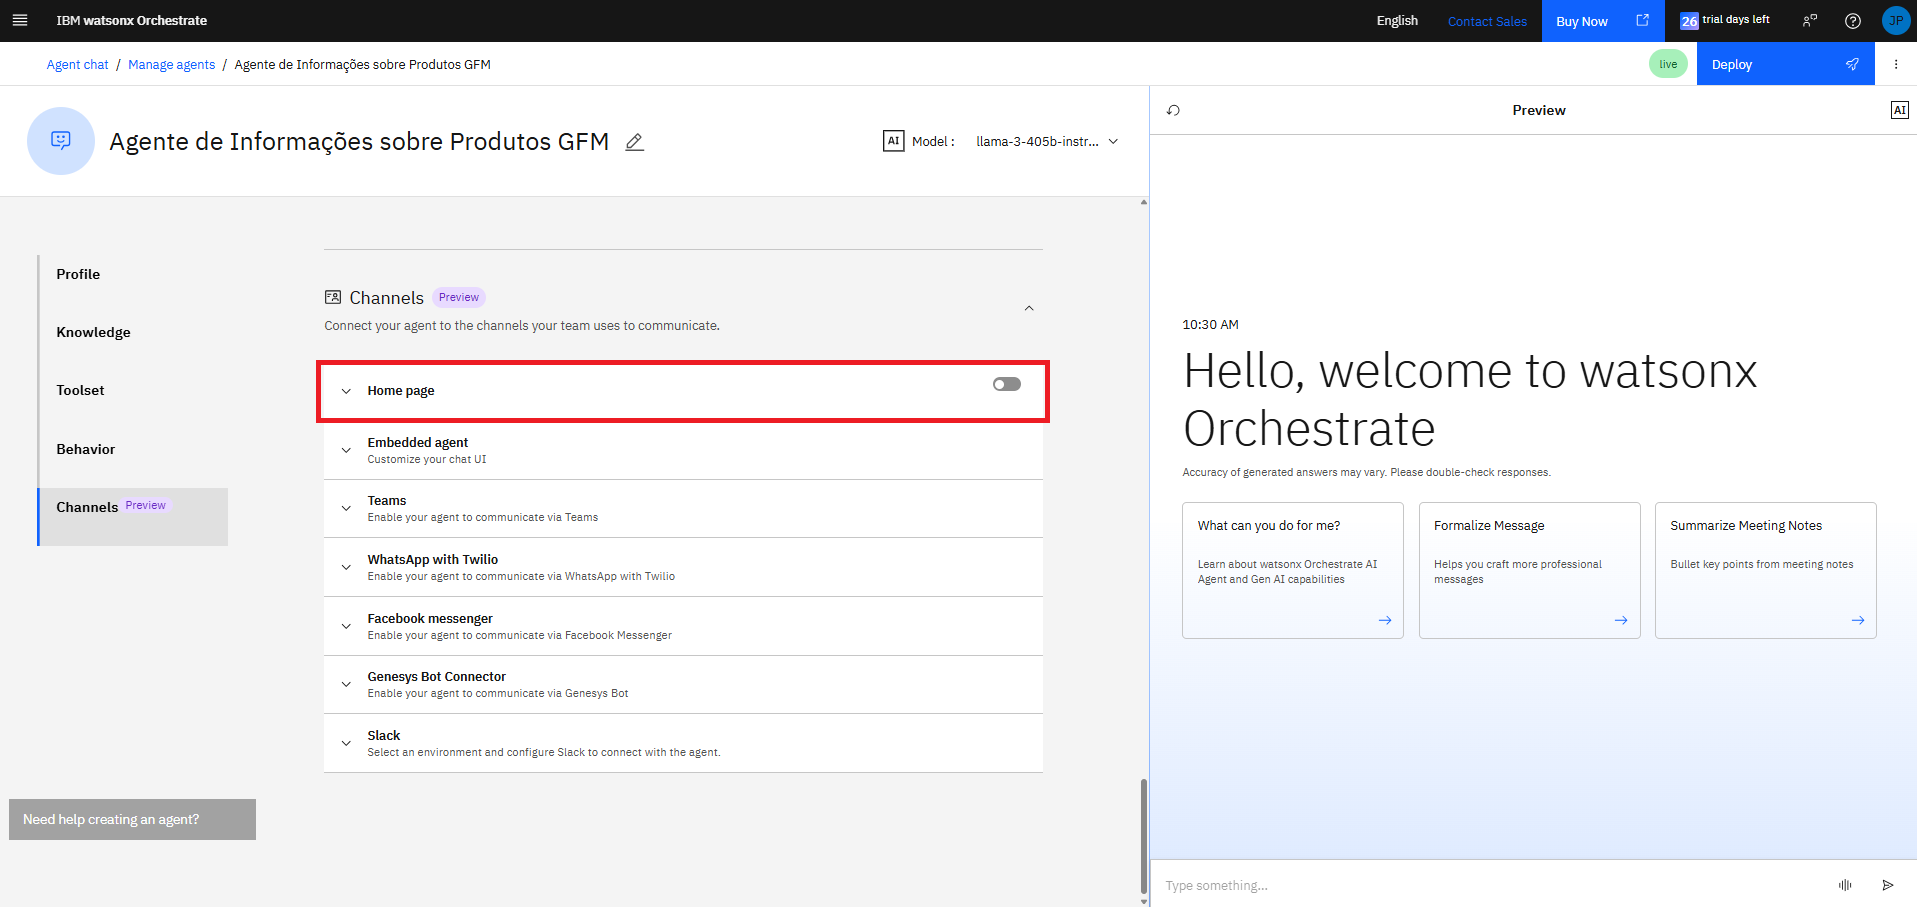 IBM watsonx Orchestrate
English
Contact Sales
Buy Now
26 trial days left
JP
Agent chat / Manage agents / Agente de Informações sobre Produtos GFM
live
Deploy
Agente de Informações sobre Produtos GFM
AI Model : llama-3-405b-instr...
Preview
AI
Profile
Knowledge
Toolset
Behavior
Channels Preview
Channels Preview
Connect your agent to the channels your team uses to communicate.
Home page
Embedded agent
Customize your chat UI
Teams
Enable your agent to communicate via Teams
WhatsApp with Twilio
Enable your agent to communicate via WhatsApp with Twilio
Facebook messenger
Enable your agent to communicate via Facebook Messenger
Genesys Bot Connector
Enable your agent to communicate via Genesys Bot
Slack
Select an environment and configure Slack to connect with the agent.
Need help creating an agent?
10:30 AM
Hello, welcome to watsonx
Orchestrate
Accuracy of generated answers may vary. Please double-check responses.
What can you do for me?
Learn about watsonx Orchestrate AI
Agent and Gen AI capabilities
Formalize Message
Helps you craft more professional
messages
Summarize Meeting Notes
Bullet key points from meeting notes
Type something...